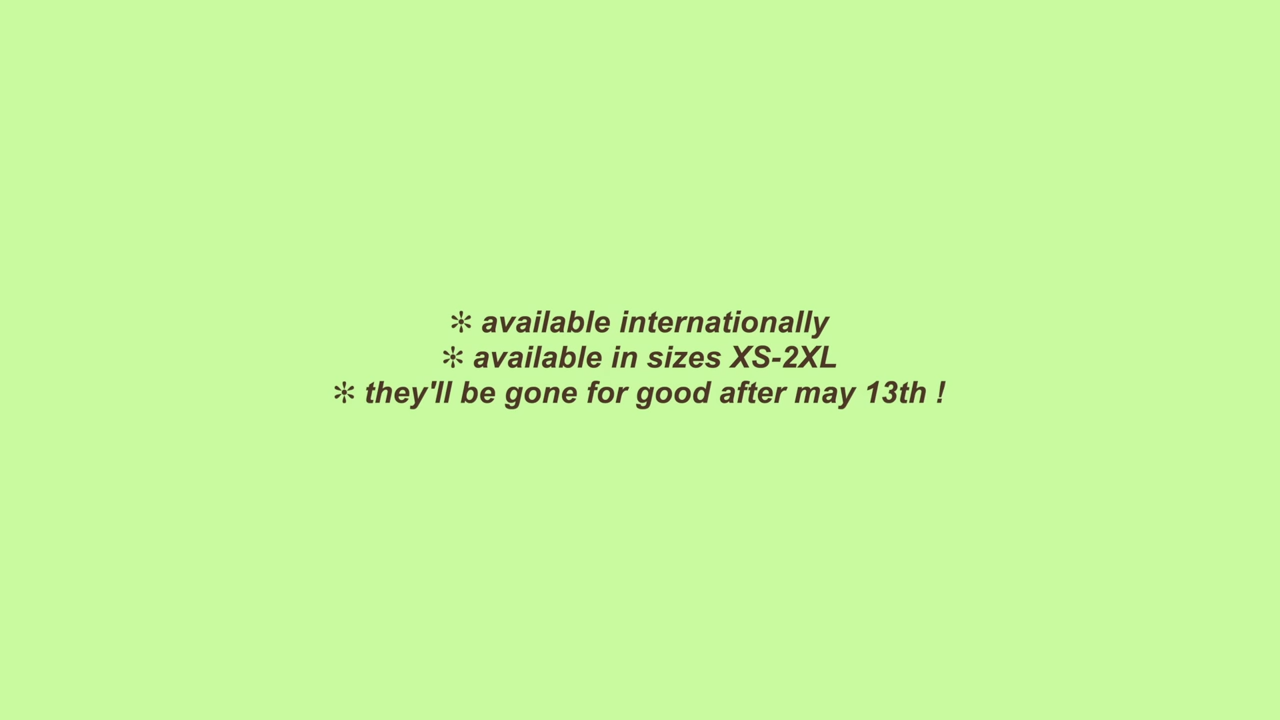 ✼ available internationally
✼ available in sizes XS-2XL
✼ they'll be gone for good after may 13th !